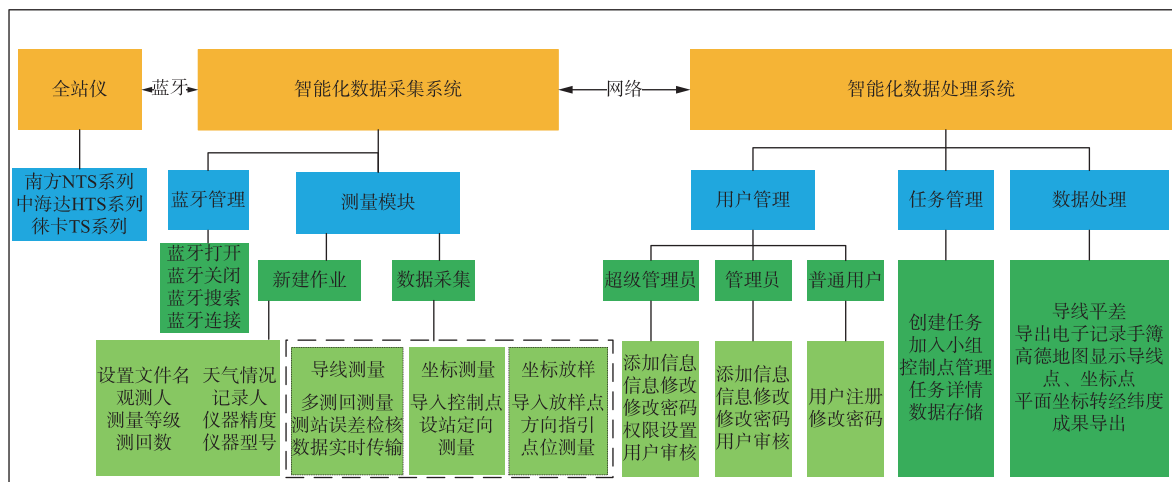 全站仪
蓝牙
智能化数据采集系统
网络
智能化数据处理系统
南方NTS系列
中海达HTS系列
徕卡TS系列
蓝牙管理
测量模块
用户管理
任务管理
数据处理
蓝牙打开
蓝牙关闭
蓝牙搜索
蓝牙连接
新建作业
数据采集
超级管理员
管理员
普通用户
设置文件名
观测人
测量等级
测回数
天气情况
记录人
仪器精度
仪器型号
导线测量
多测回测量
测站误差检核
数据实时传输
坐标测量
导入控制点
设站定向
测量
坐标放样
导入放样点
方向指引
点位测量
添加信息
信息修改
修改密码
权限设置
用户审核
添加信息
信息修改
修改密码
用户审核
用户注册
修改密码
创建任务
加入小组
控制点管理
任务详情
数据存储
导线平差
导出电子记录手簿
高德地图显示导线
点、坐标点
平面坐标转经纬度
成果导出